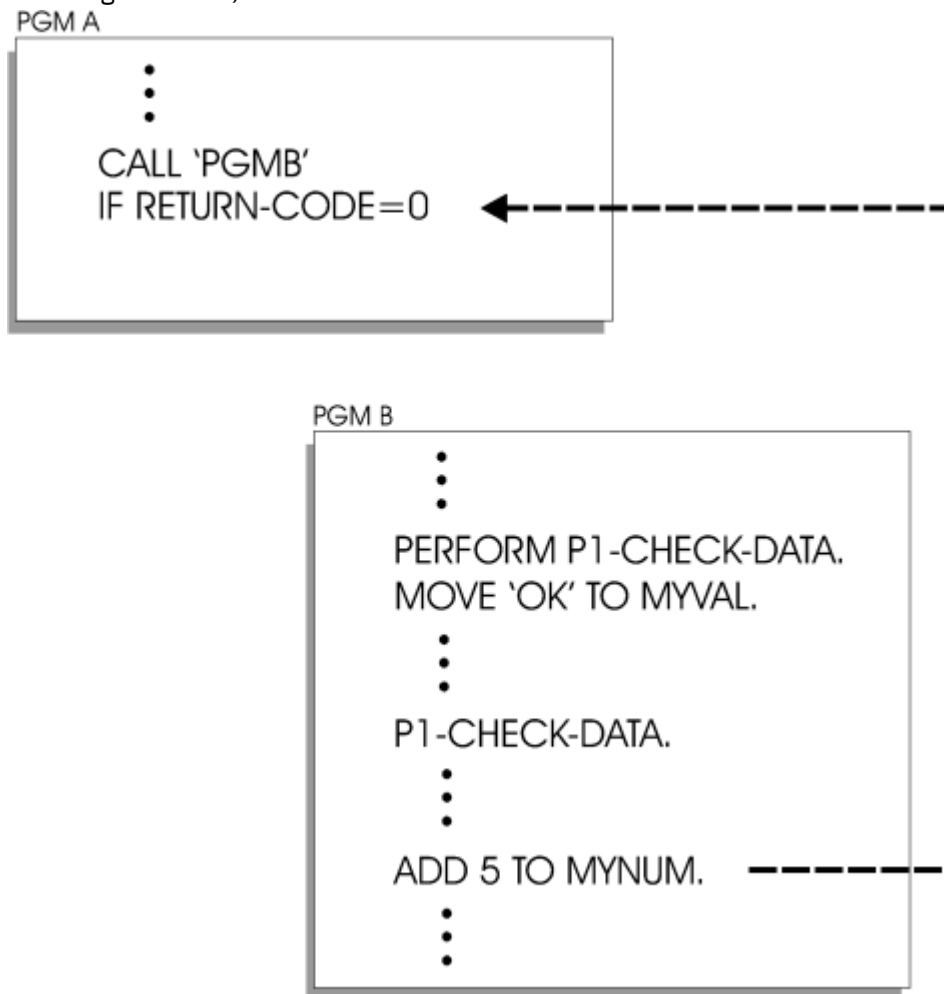 PGM A
CALL ‛PGMB’
IF RETURN-CODE=0
PGM B
PERFORM P1-CHECK-DATA.
MOVE ‛OK’ TO MYVAL.
P1-CHECK-DATA.
ADD 5 TO MYNUM.